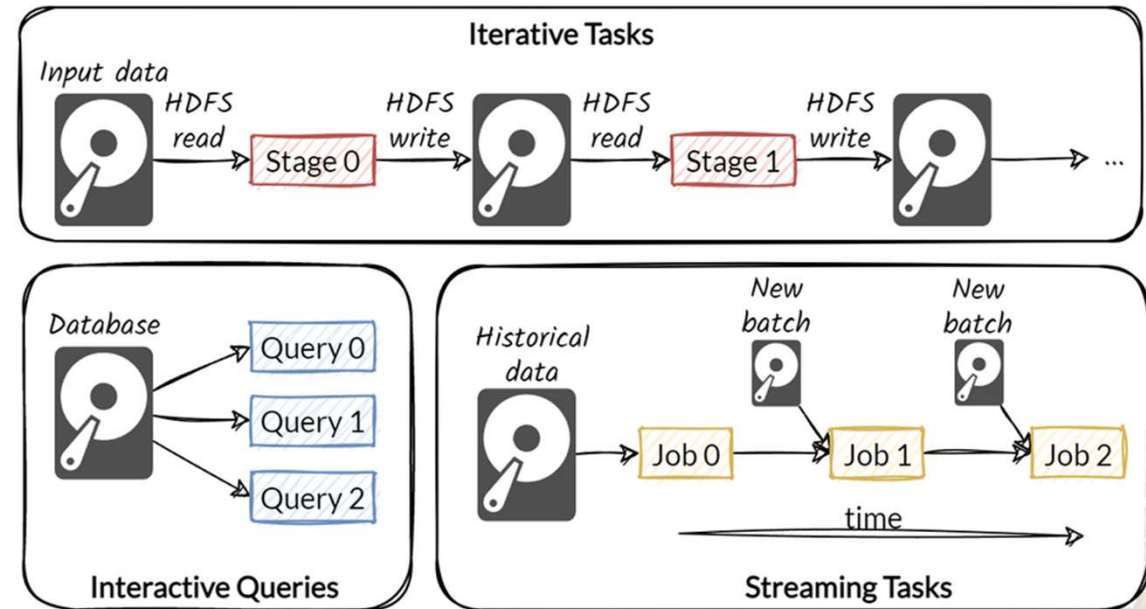 Iterative Tasks
Input data
HDFS
read
Stage 0
HDFS
write
HDFS
read
Stage 1
HDFS
write
...
Database
Query 0
Query 1
Query 2
Interactive Queries
Historical
data
New
batch
New
batch
Job 0
Job 1
Job 2
time
Streaming Tasks